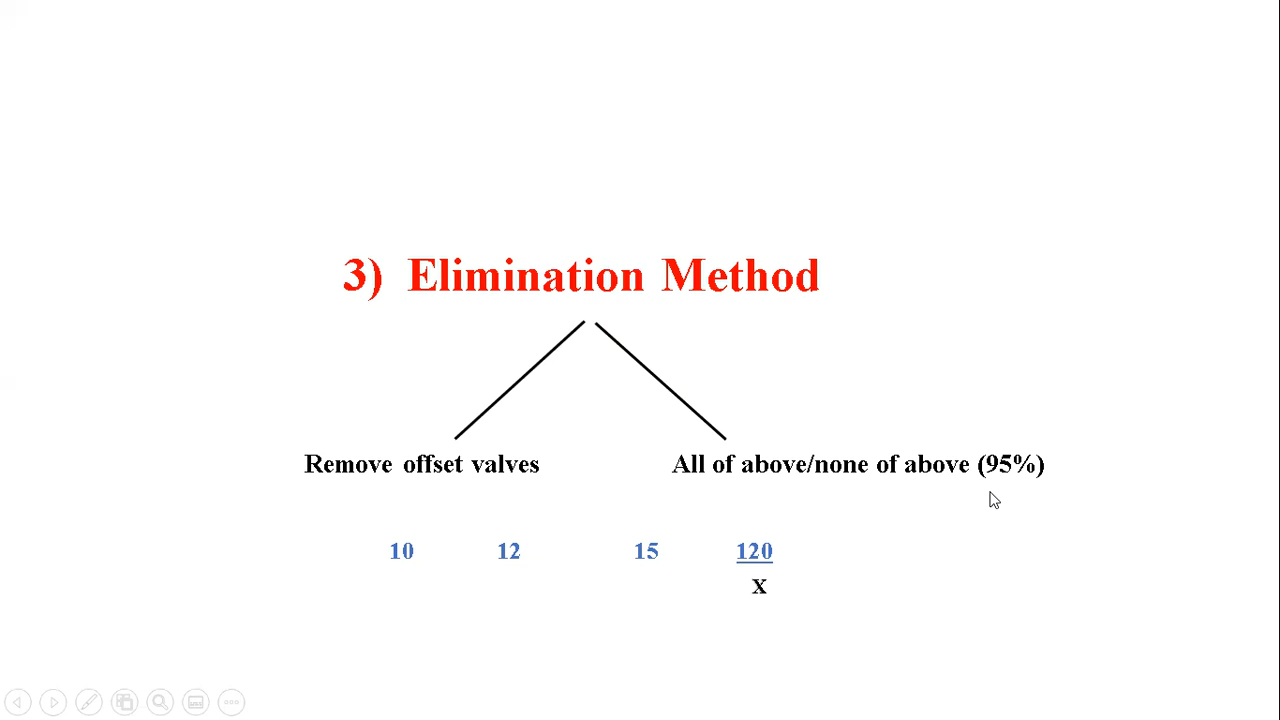 3) Elimination Method
Remove offset valves
All of above/none of above (95%)
10 12 15 120
X